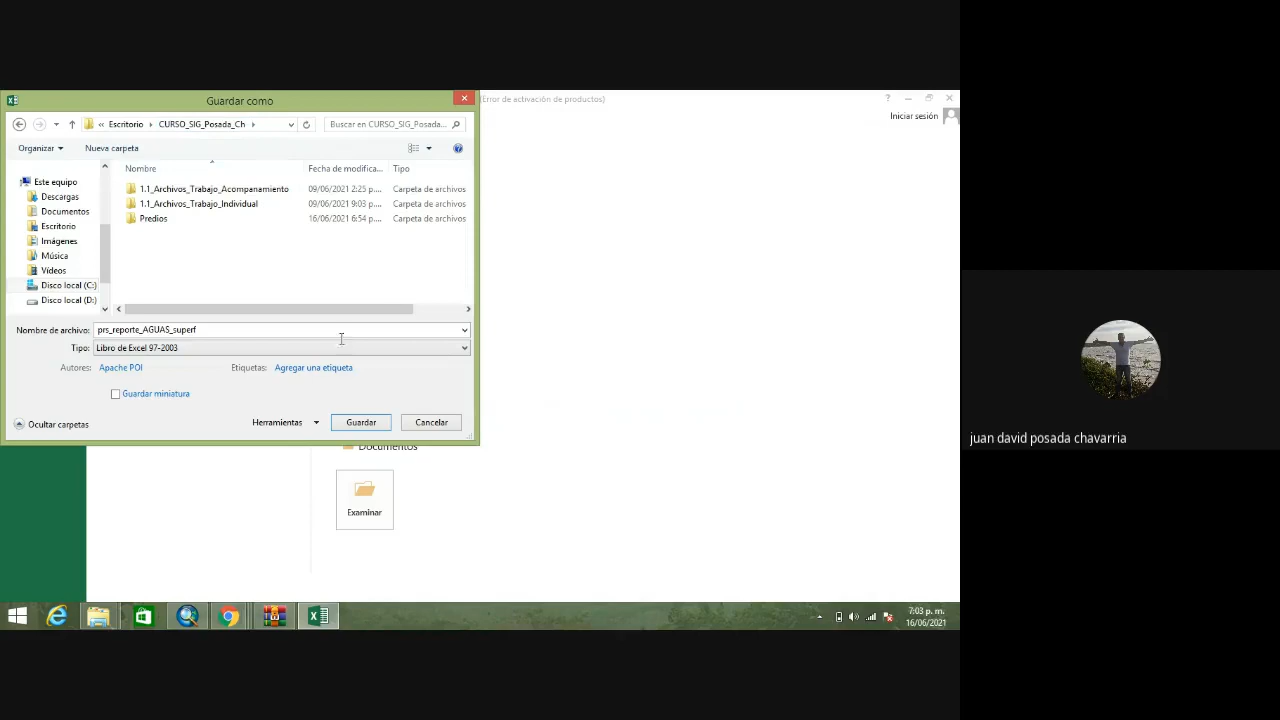 Guardar como
(Error de activación de productos)
Iniciar sesión
« Escritorio CURSO_SIG_Posada_Ch
Buscar en CURSO_SIG_Posada...
Organizar
Nueva carpeta
Nombre
Fecha de modifica...
Tipo
Este equipo
Descargas
Documentos
Escritorio
Imágenes
Música
Vídeos
Disco local (C:)
Disco local (D:)
1.1_Archivos_Trabajo_Acompanamiento 09/06/2021 2:25 p.... Carpeta de archivos
1.1_Archivos_Trabajo_Individual 09/06/2021 9:03 p.... Carpeta de archivos
Predios 16/06/2021 6:54 p.... Carpeta de archivos
Nombre de archivo: prs_reporte_AGUAS_superf
Tipo: Libro de Excel 97-2003
Autores: Apache POI
Etiquetas: Agregar una etiqueta
Guardar miniatura
Ocultar carpetas
Herramientas
Guardar
Cancelar
Documentos
Examinar
juan david posada chavarria
7:03 p. m.
16/06/2021